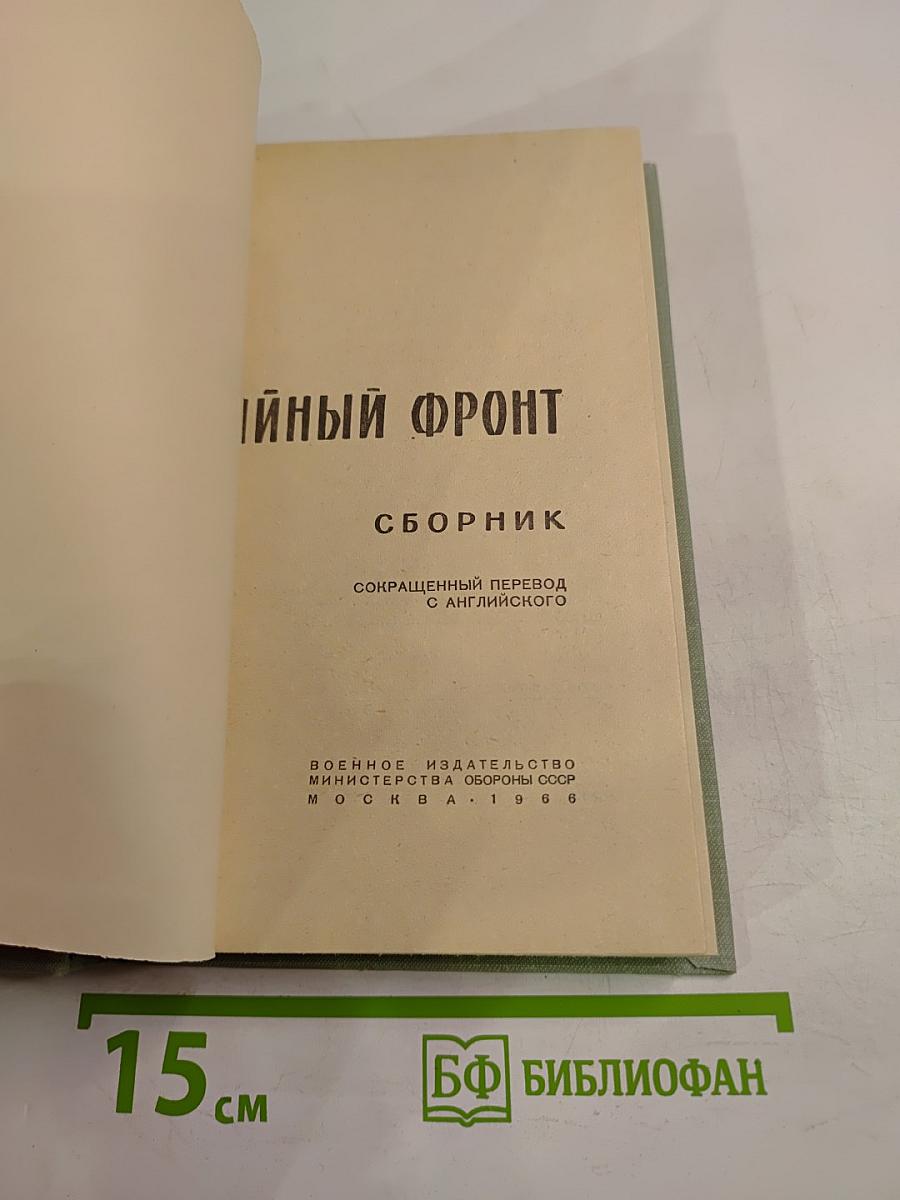 ЙНЫЙ ФРОНТ
СБОРНИК
СОКРАЩЕННЫЙ ПЕРЕВОД
С АНГЛИЙСКОГО
ВОЕННОЕ ИЗДАТЕЛЬСТВО
МИНИСТЕРСТВА ОБОРОНЫ СССР
МОСКВА · 1966
15 см
БФ БИБЛИОФАН